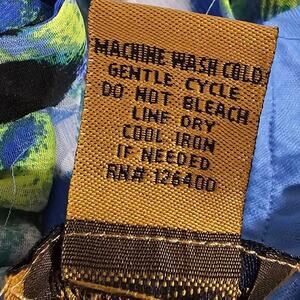 MACHINE WASH COLD
GENTLE CYCLE
DO NOT BLEACH
LINE DRY
COOL IRON
IF NEEDED
RN# 126400